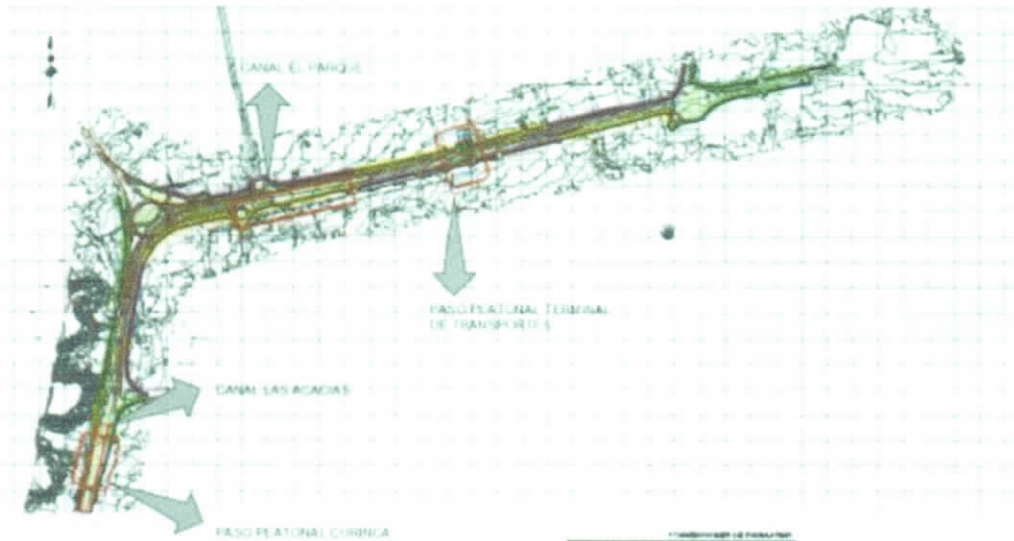 CANAL EL PARQUE
PASO PEATONAL TERMINAL
DE TRANSPORTES
CANAL LAS ACACIAS
PASO PEATONAL CORINCA